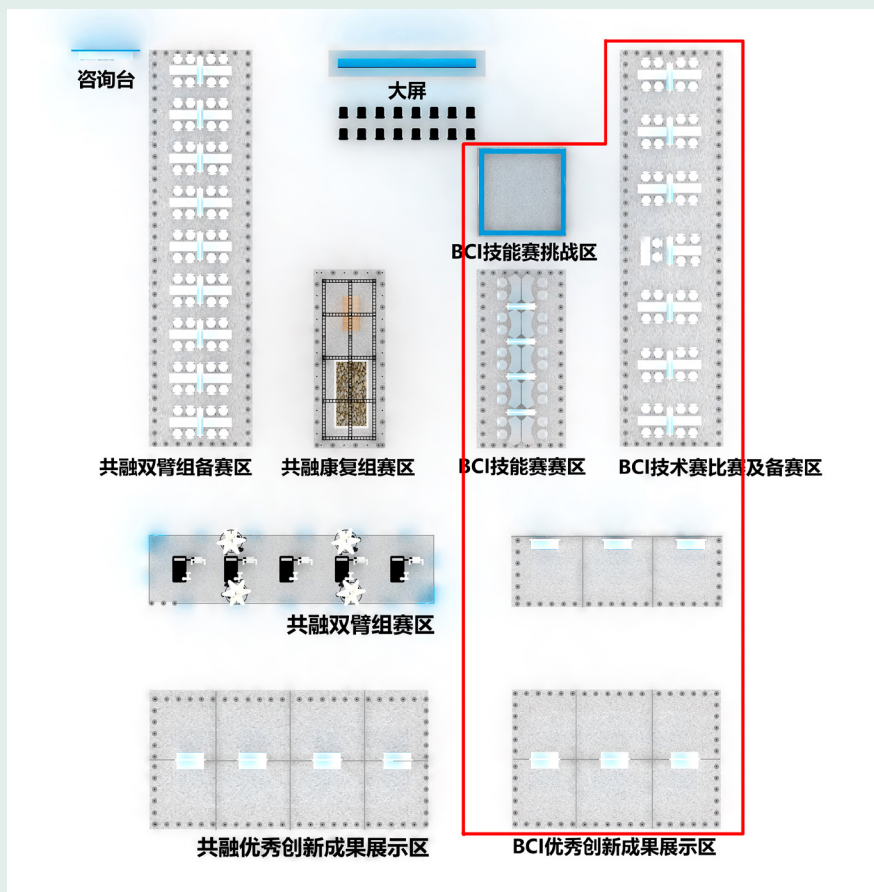 咨询台
大屏
BCI技能赛挑战区
共融双臂组备赛区
共融康复组赛区
BCI技能赛赛区
BCI技术赛比赛及备赛区
共融双臂组赛区
共融优秀创新成果展示区
BCI优秀创新成果展示区